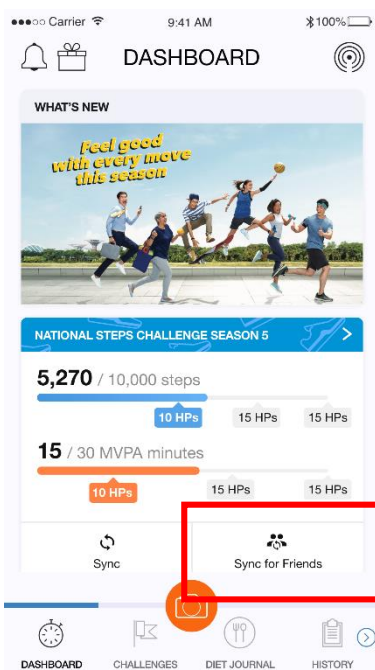 Carrier 9:41 AM 100%
DASHBOARD
WHAT'S NEW
Feel good
with every move
this season
NATIONAL STEPS CHALLENGE SEASON 5
5,270 / 10,000 steps
10 HPs 15 HPs 15 HPs
15 / 30 MVPA minutes
10 HPs 15 HPs 15 HPs
Sync Sync for Friends
DASHBOARD CHALLENGES DIET JOURNAL HISTORY